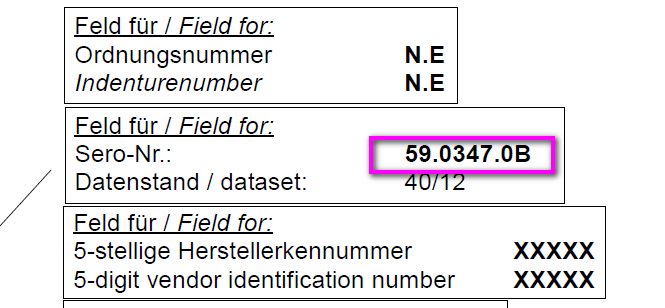 Feld für / Field for:
Ordnungsnummer N.E
Indenturenumber N.E
Feld für / Field for:
Sero-Nr.: 59.0347.0B
Datenstand / dataset: 40/12
Feld für / Field for:
5-stellige Herstellerkennummer XXXXX
5-digit vendor identification number XXXXX